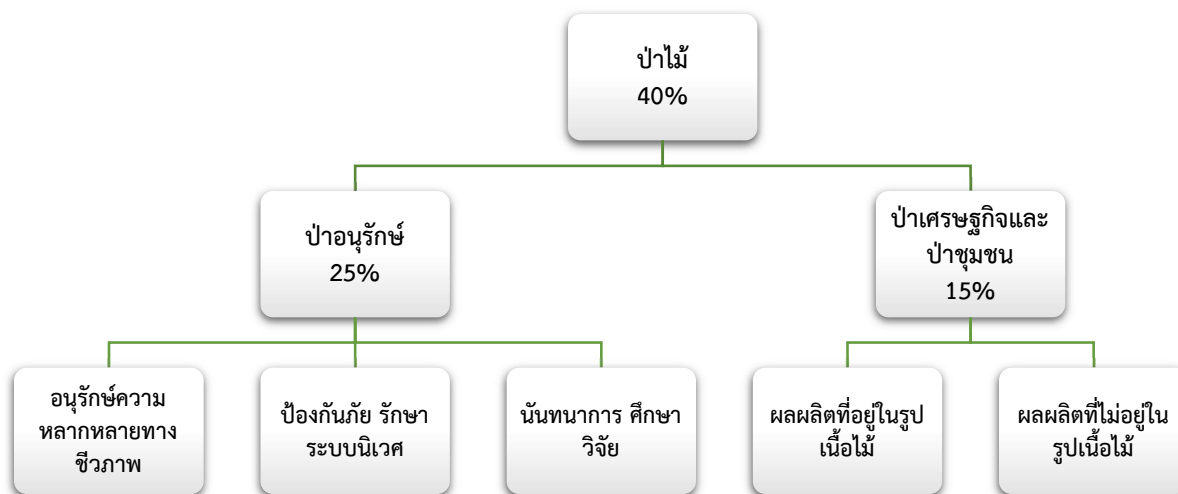 ป่าไม้
40%
ป่าอนุรักษ์
25%
ป่าเศรษฐกิจและ
ป่าชุมชน
15%
อนุรักษ์ความ
หลากหลายทาง
ชีวภาพ
ป้องกันภัย รักษา
ระบบนิเวศ
นันทนาการ ศึกษา
วิจัย
ผลผลิตที่อยู่ในรูป
เนื้อไม้
ผลผลิตที่ไม่อยู่ใน
รูปเนื้อไม้